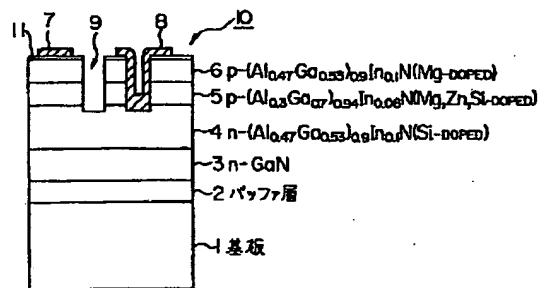 11 7 9 8 10
6 p-(Al0.47Ga0.53)0.9In0.1N(Mg-DOPED)
5 p-(Al0.3Ga0.7)0.94In0.06N(Mg,Zn,Si-DOPED)
4 n-(Al0.47Ga0.53)0.9In0.1N(Si-DOPED)
3 n-GaN
2 バッファ層
1 基板